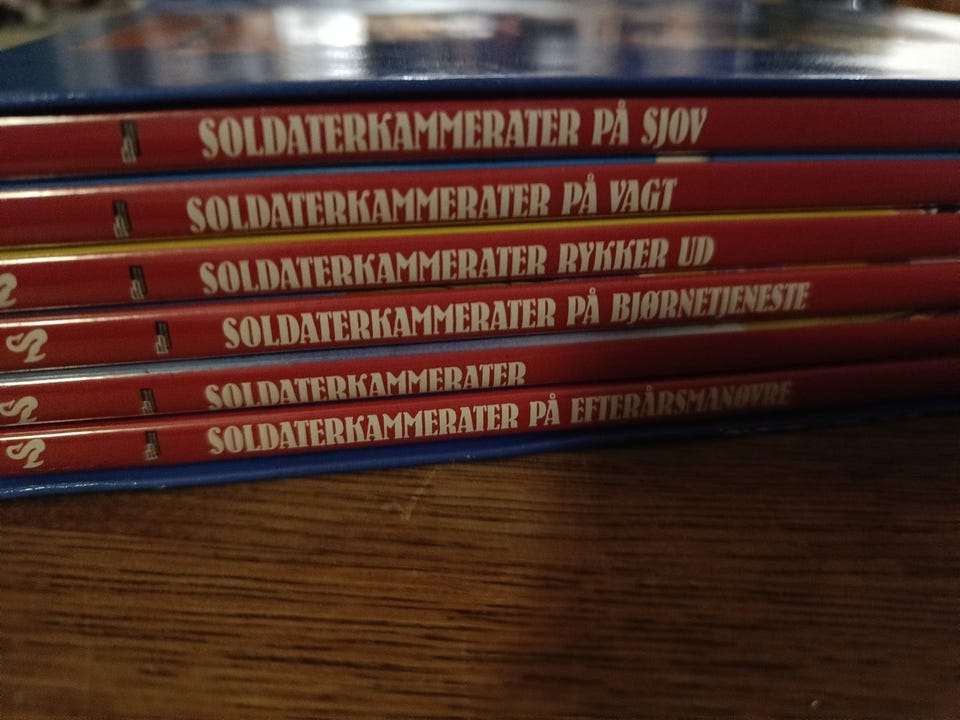 SOLDATERKAMMERATER PÅ SJOV
SOLDATERKAMMERATER PÅ VAGT
SOLDATERKAMMERATER RYKKER UD
SOLDATERKAMMERATER PÅ BJØRNETJENESTE
SOLDATERKAMMERATER
SOLDATERKAMMERATER PÅ EFTERÅRSMANØVRE